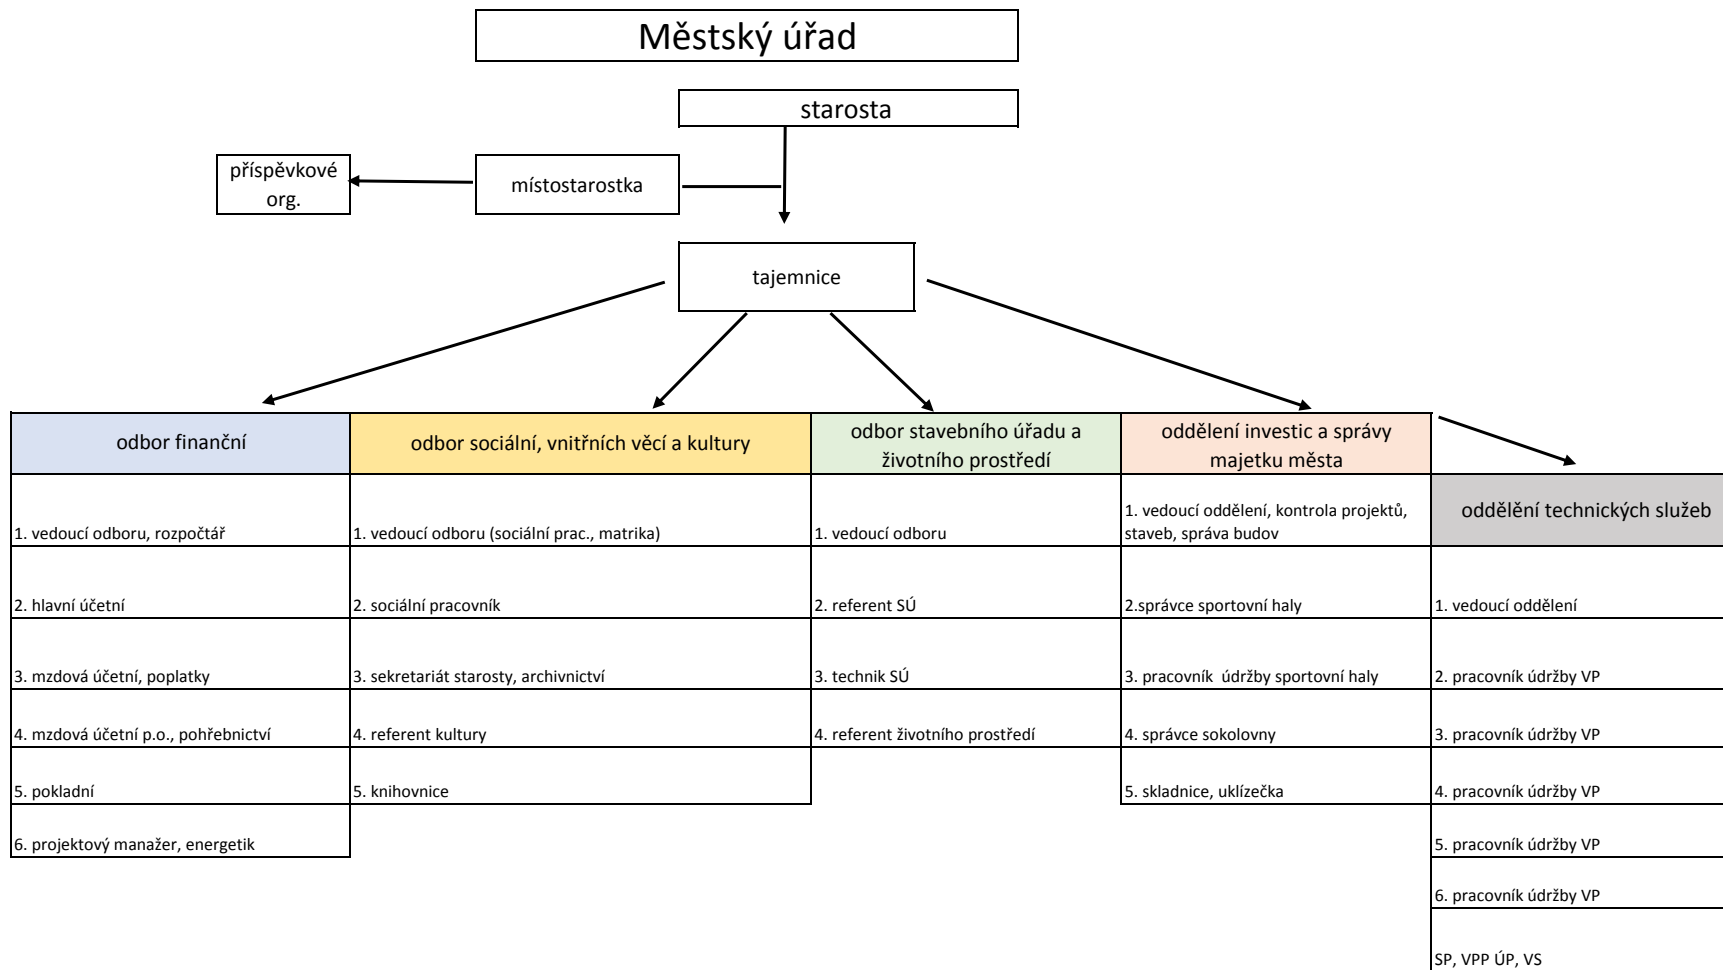 Městský úřad
starosta
příspěvkové
org.
místostarostka
tajemnice
odbor finanční
1. vedoucí odboru, rozpočtář
2. hlavní účetní
3. mzdová účetní, poplatky
4. mzdová účetní p.o., pohřebnictví
5. pokladní
6. projektový manažer, energetik
odbor sociální, vnitřních věcí a kultury
1. vedoucí odboru (sociální prac., matrika)
2. sociální pracovník
3. sekretariát starosty, archivnictví
4. referent kultury
5. knihovnice
odbor stavebního úřadu a
životního prostředí
1. vedoucí odboru
2. referent SÚ
3. technik SÚ
4. referent životního prostředí
oddělení investic a správy
majetku města
1. vedoucí oddělení, kontrola projektů,
staveb, správa budov
2.správce sportovní haly
3. pracovník  údržby sportovní haly
4. správce sokolovny
5. skladnice, uklízečka
oddělění technických služeb
1. vedoucí oddělení
2. pracovník údržby VP
3. pracovník údržby VP
4. pracovník údržby VP
5. pracovník údržby VP
6. pracovník údržby VP
SP, VPP ÚP, VS